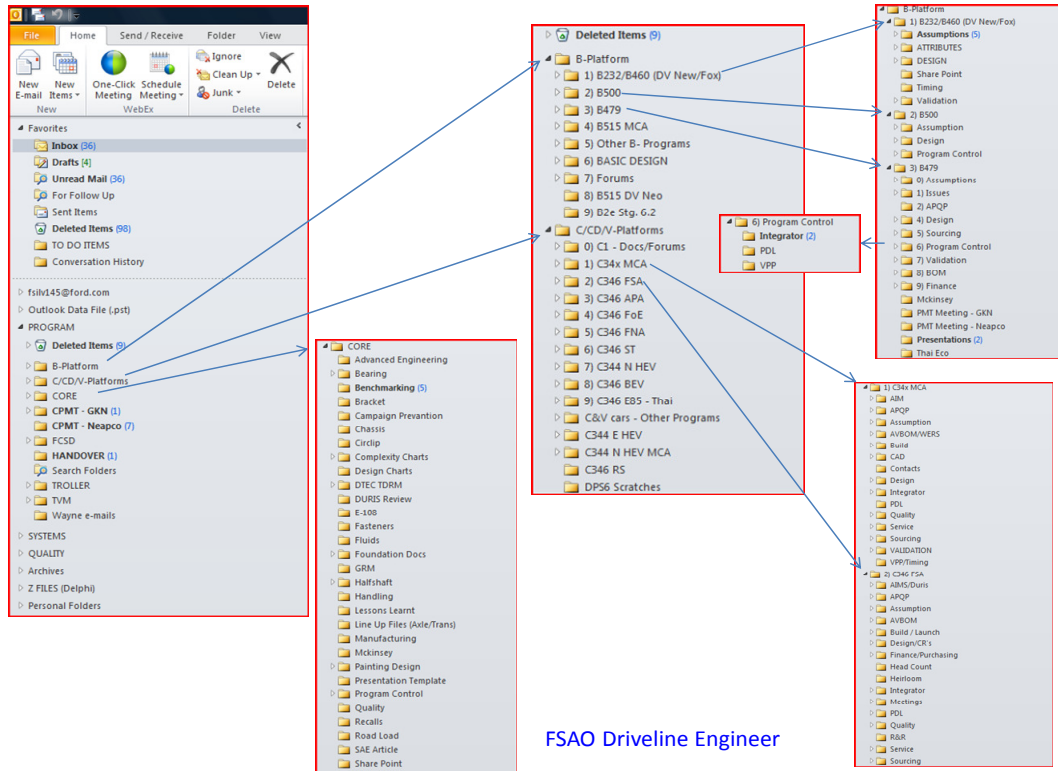 File Home Send / Receive Folder View
New E-mail
New Items
One-Click Meeting
Schedule Meeting
Ignore
Clean Up
Junk
Delete
New WebEx Delete
Favorites
Inbox (36)
Drafts [4]
Unread Mail (36)
For Follow Up
Sent Items
Deleted Items (98)
TO DO ITEMS
Conversation History
fsilv145@ford.com
Outlook Data File (.pst)
PROGRAM
Deleted Items (9)
B-Platform
C/CD/V-Platforms
CORE
CPMT - GKN (1)
CPMT - Neapco (7)
FCSD
HANDOVER (1)
Search Folders
TROLLER
TVM
Wayne e-mails
SYSTEMS
QUALITY
Archives
Z FILES (Delphi)
Personal Folders
CORE
Advanced Engineering
Bearing
Benchmarking (5)
Bracket
Campaign Prevantion
Chassis
Circlip
Complexity Charts
Design Charts
DTEC TDRM
DURIS Review
E-108
Fasteners
Fluids
Foundation Docs
GRM
Halfshaft
Handling
Lessons Learnt
Line Up Files (Axle/Trans)
Manufacturing
Mckinsey
Painting Design
Presentation Template
Program Control
Quality
Recalls
Road Load
SAE Article
Share Point
Deleted Items (9)
B-Platform
1) B232/B460 (DV New/Fox)
2) B500
3) B479
4) B515 MCA
5) Other B- Programs
6) BASIC DESIGN
7) Forums
8) B515 DV Neo
9) B2e Stg. 6.2
C/CD/V-Platforms
0) C1 - Docs/Forums
1) C34x MCA
2) C346 FSA
3) C346 APA
4) C346 FoE
5) C346 FNA
6) C346 ST
7) C344 N HEV
8) C346 BEV
9) C346 E85 - Thai
C&V cars - Other Programs
C344 E HEV
C344 N HEV MCA
C346 RS
DPS6 Scratches
6) Program Control
Integrator (2)
PDL
VPP
B-Platform
1) B232/B460 (DV New/Fox)
Assumptions (5)
ATTRIBUTES
DESIGN
Share Point
Timing
Validation
2) B500
Assumption
Design
Program Control
3) B479
0) Assumptions
1) Issues
2) APQP
4) Design
5) Sourcing
6) Program Control
7) Validation
8) BOM
9) Finance
Mckinsey
PMT Meeting - GKN
PMT Meeting - Neapco
Presentations (2)
Thai Eco
1) C34x MCA
AIM
APQP
Assumption
AVBOM/WERS
Build
CAD
Contacts
Design
Integrator
PDL
Quality
Service
Sourcing
VALIDATION
VPP/Timing
2) C346 FSA
AIMS/Duris
APQP
Assumption
AVBOM
Build / Launch
Design/CR's
Finance/Purchasing
Head Count
Heirloom
Integrator
Meetings
PDL
Quality
R&R
Service
Sourcing
FSAO Driveline Engineer